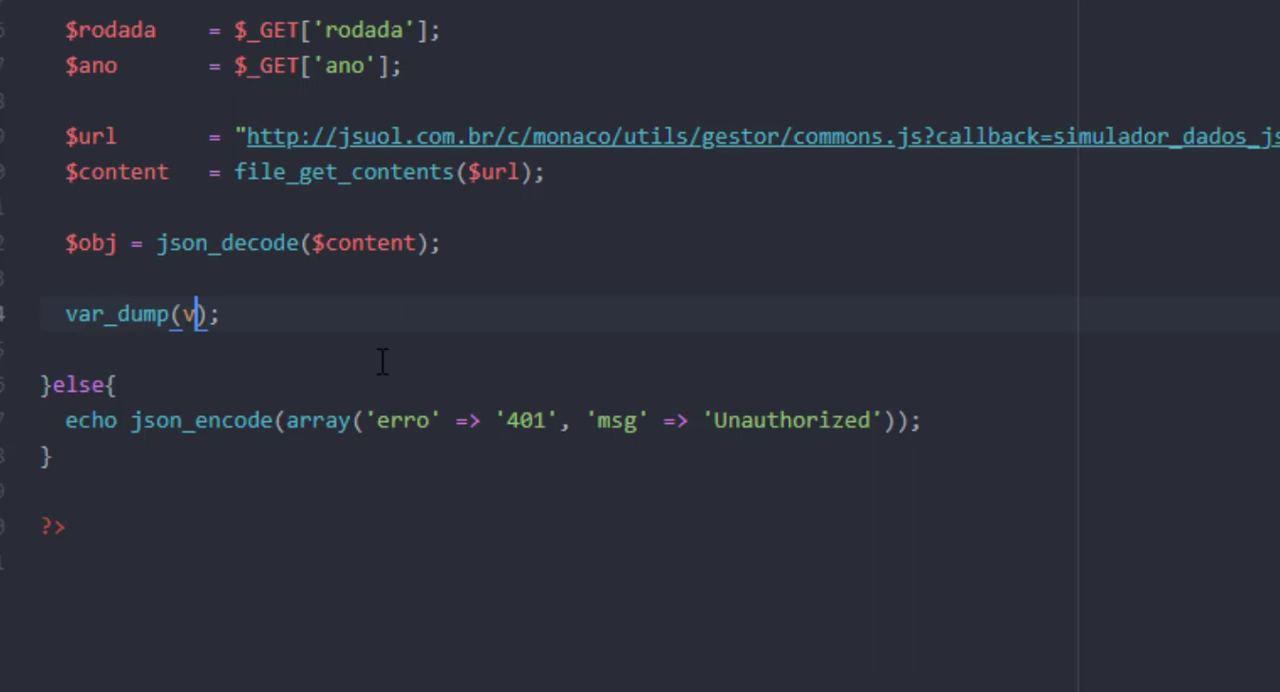 $rodada = $_GET['rodada'];
$ano = $_GET['ano'];
$url = "http://jsuol.com.br/c/monaco/utils/gestor/commons.js?callback=simulador_dados_js
$content = file_get_contents($url);
$obj = json_decode($content);
var_dump(v);
}else{
echo json_encode(array('erro' => '401', 'msg' => 'Unauthorized'));
}
?>